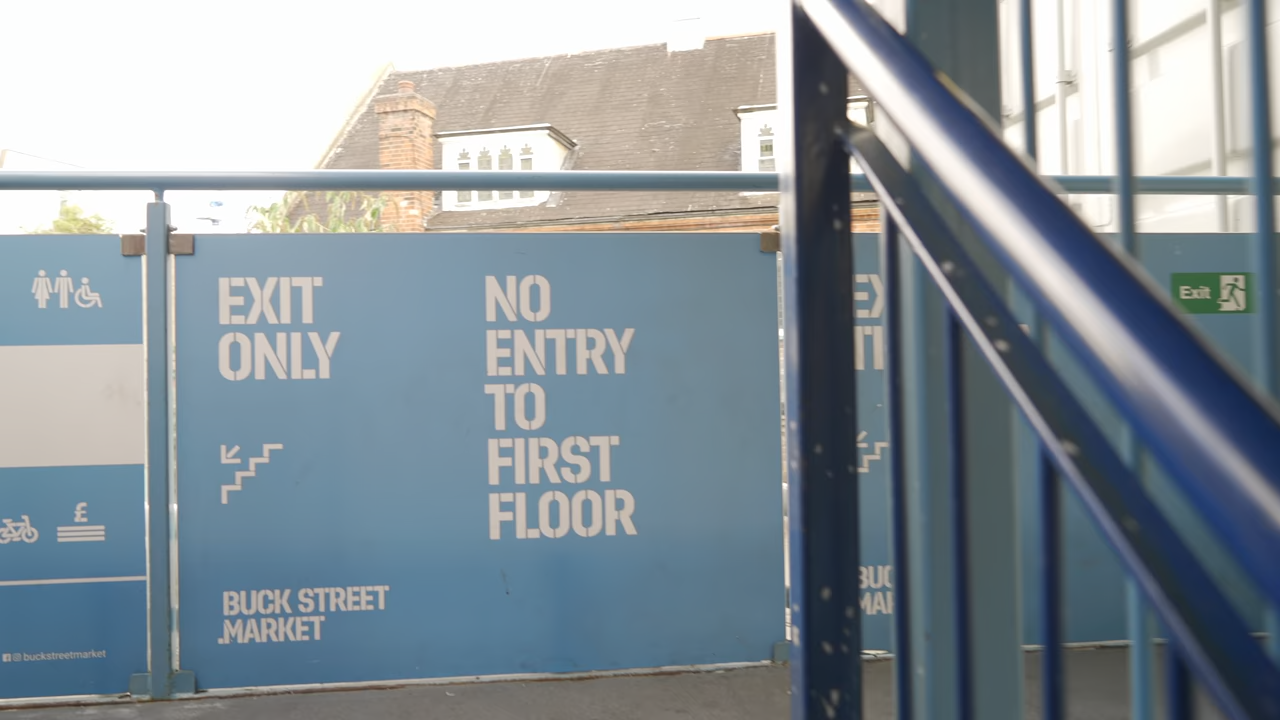 EXIT
ONLY
NO
ENTRY
TO
FIRST
FLOOR
BUCK STREET
.MARKET
£
buckstreetmarket
Exit